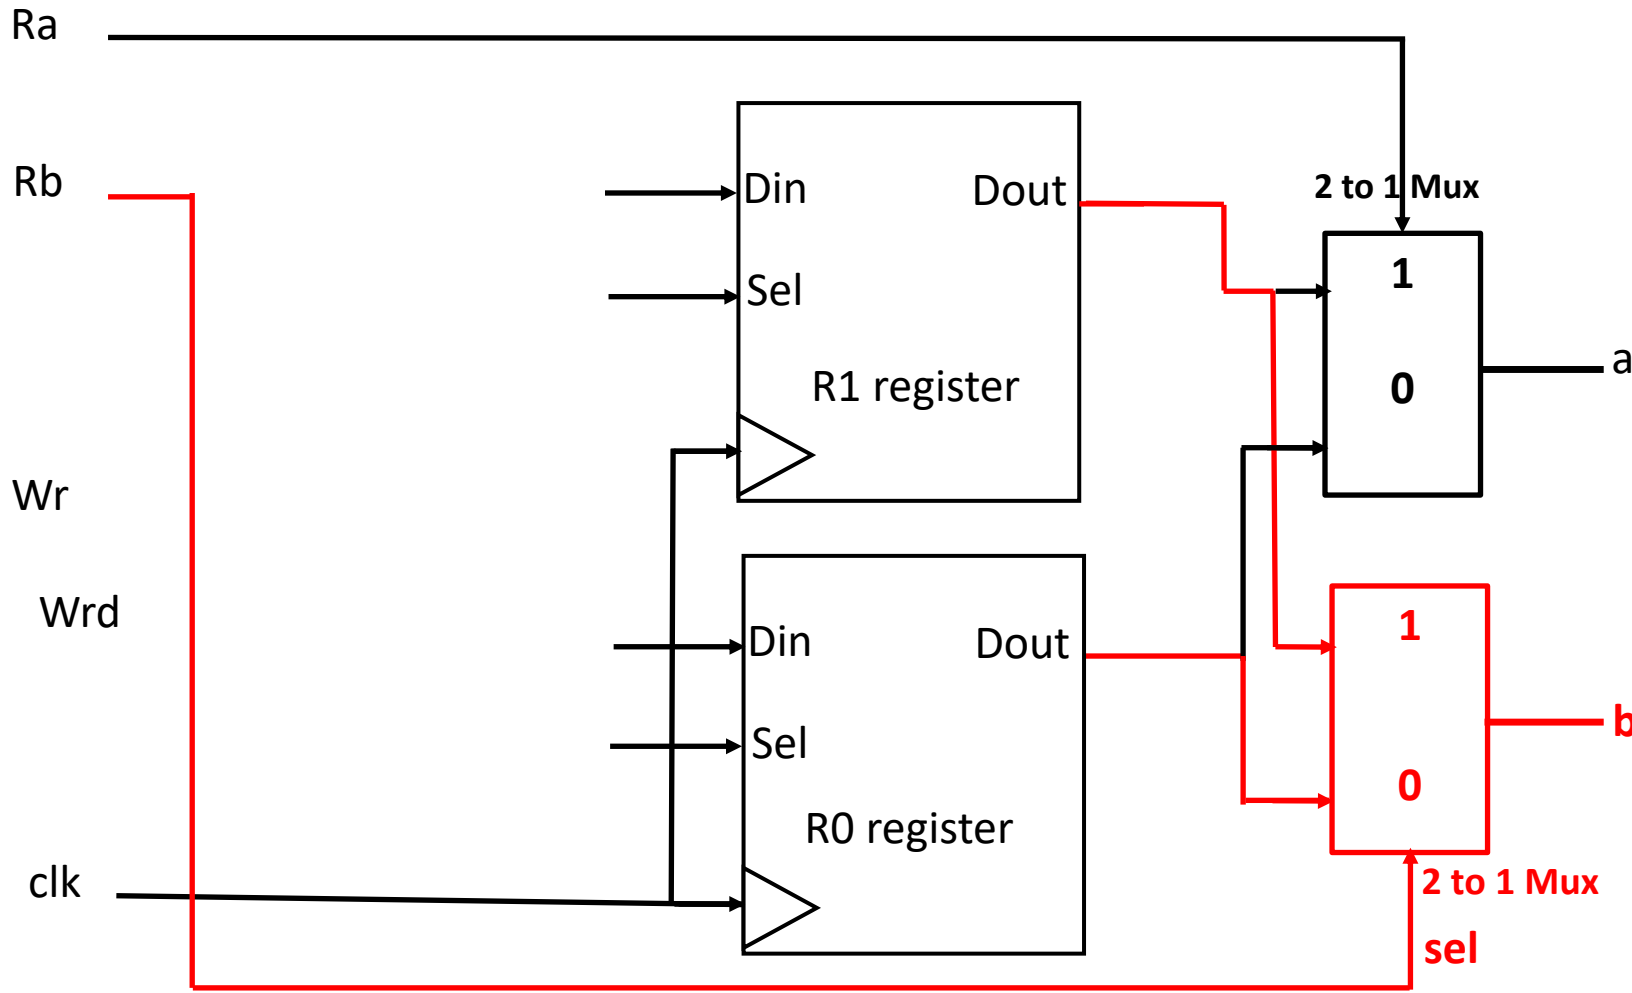 Ra
Rb
Din
Dout
2 to 1 Mux
Sel
1
R1 register
0
a
Wr
Wrd
Din
Dout
1
Sel
b
0
R0 register
clk
2 to 1 Mux
sel